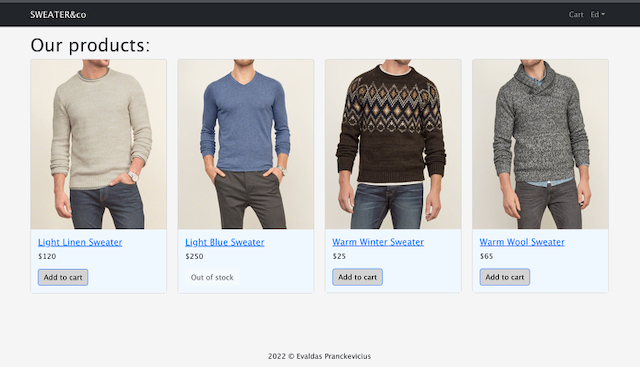 SWEATER&co
Cart Ed
Our products:
Light Linen Sweater
$120
Add to cart
Light Blue Sweater
$250
Out of stock
Warm Winter Sweater
$25
Add to cart
Warm Wool Sweater
$65
Add to cart
2022 © Evaldas Pranckevicius